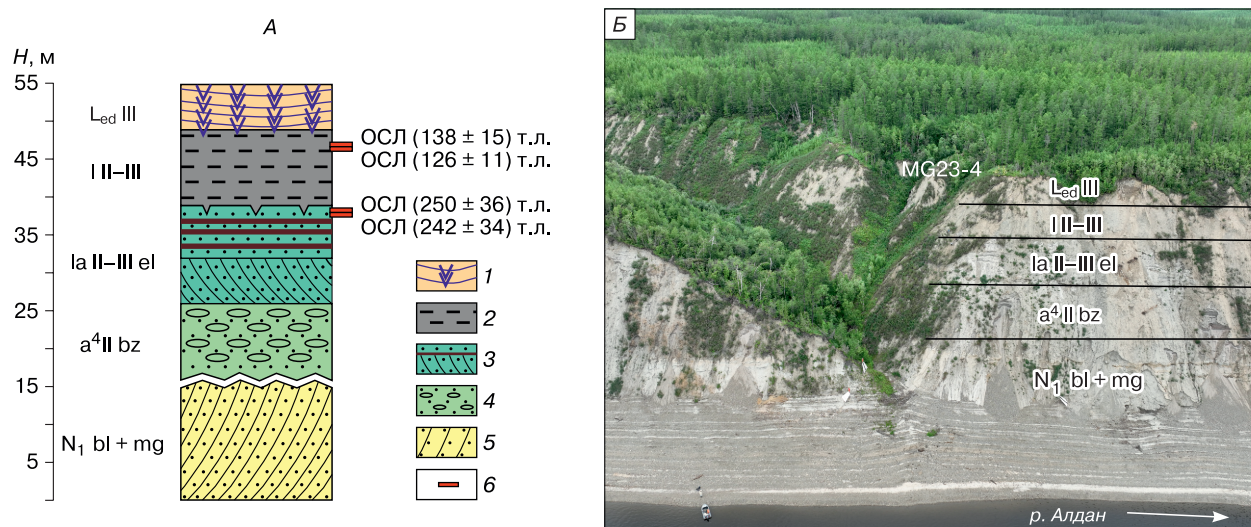 А
H, м
55
45
35
25
15
5
Led III
l II–III
la II–III el
a⁴II bz
N₁ bl + mg
ОСЛ (138 ± 15) т.л.
ОСЛ (126 ± 11) т.л.
ОСЛ (250 ± 36) т.л.
ОСЛ (242 ± 34) т.л.
1
2
3
4
5
6
Б
MG23-4
Led III
l II–III
la II–III el
a⁴ II bz
N₁ bl + mg
р. Алдан